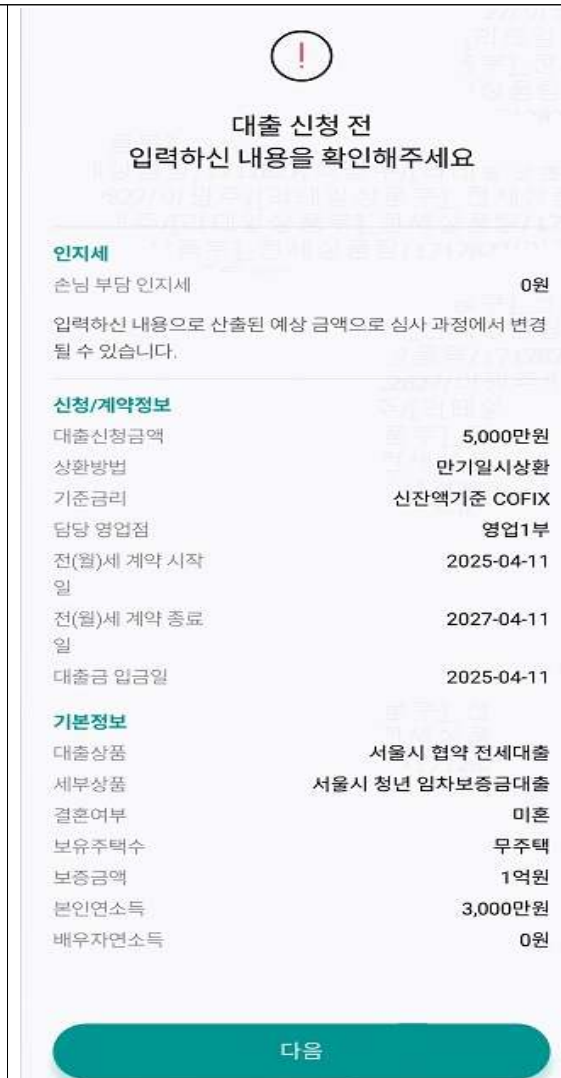 !
대출 신청 전
입력하신 내용을 확인해주세요
인지세
손님 부담 인지세 0원
입력하신 내용으로 산출된 예상 금액으로 심사 과정에서 변경
될 수 있습니다.
신청/계약정보
대출신청금액 5,000만원
상환방법 만기일시상환
기준금리 신잔액기준 COFIX
담당 영업점 영업1부
전(월)세 계약 시작 2025-04-11
일
전(월)세 계약 종료 2027-04-11
일
대출금 입금일 2025-04-11
기본정보
대출상품 서울시 협약 전세대출
세부상품 서울시 청년 임차보증금대출
결혼여부 미혼
보유주택수 무주택
보증금액 1억원
본인연소득 3,000만원
배우자연소득 0원
다음